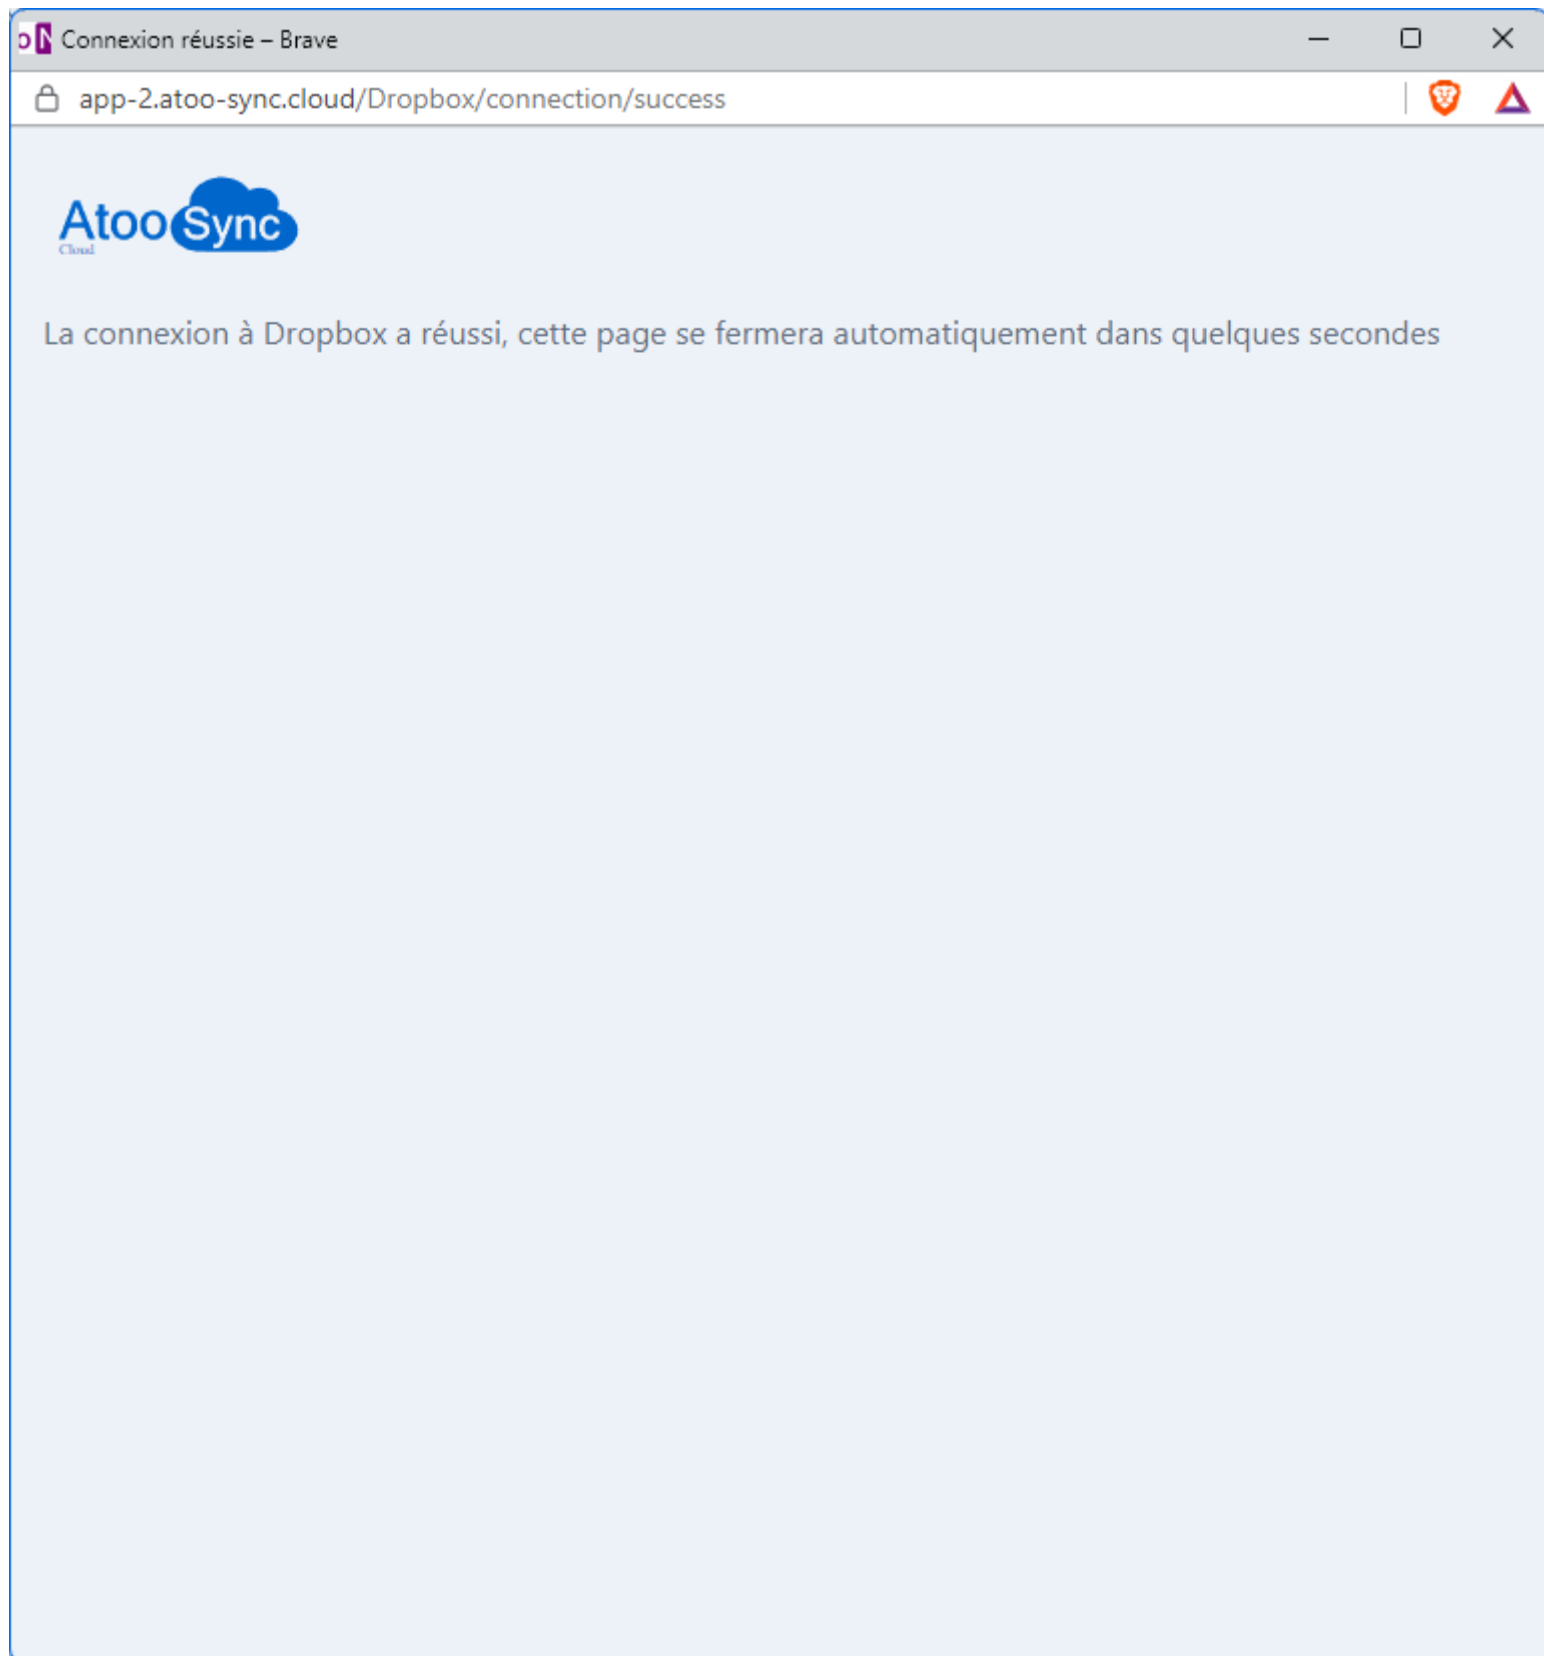 Connexion réussie – Brave
app-2.atoo-sync.cloud/Dropbox/connection/success
Atoo Sync
Cloud
La connexion à Dropbox a réussi, cette page se fermera automatiquement dans quelques secondes